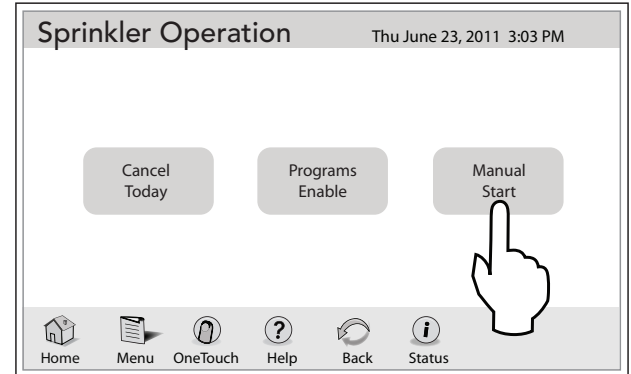 Sprinkler Operation Thu June 23, 2011 3:03 PM
Cancel
Today
Programs
Enable
Manual
Start
?
i
Home Menu OneTouch Help Back Status